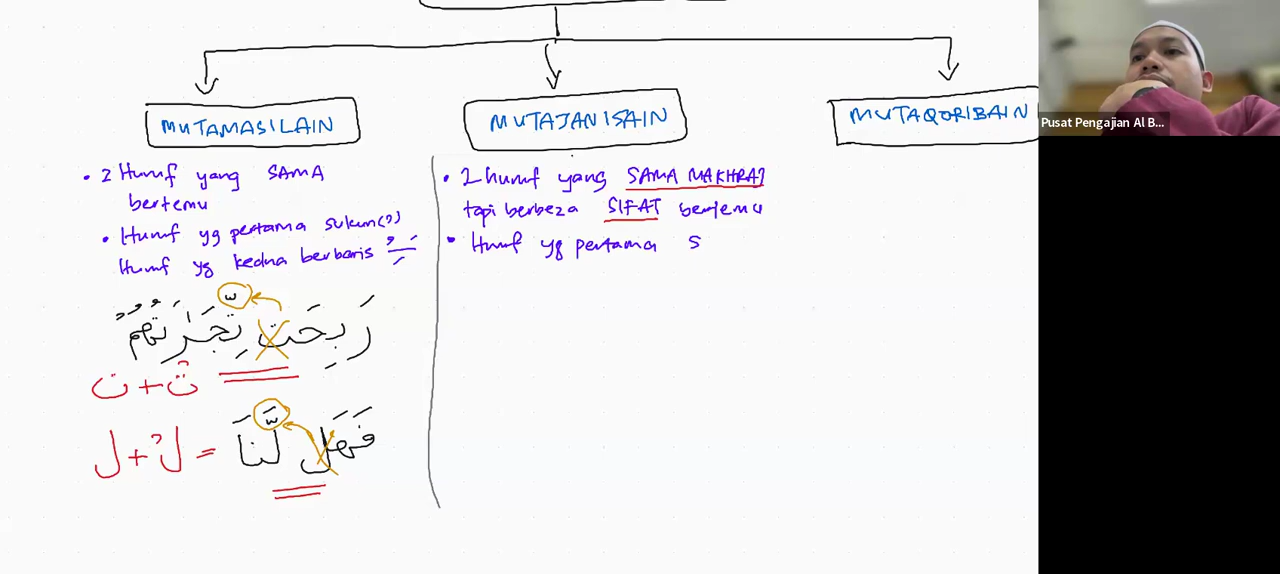 MUTAMASILAIN
MUTAJANISAIN
MUTAQORIBAIN
Pusat Pengajian Al B...
• 2 Huruf yang SAMA
bertemu
• Huruf yg pertama sukun(ْ)
Huruf yg kedua berbaris ـَـِـُ
رَبِحَتْ تِّجَارَتُهُمْ
تْ + ت
فَهَلْ لَّنَا
لْ + ل =
• 2 huruf yang SAMA MAKHRAJ
tapi berbeza SIFAT bertemu
• Huruf yg pertama S